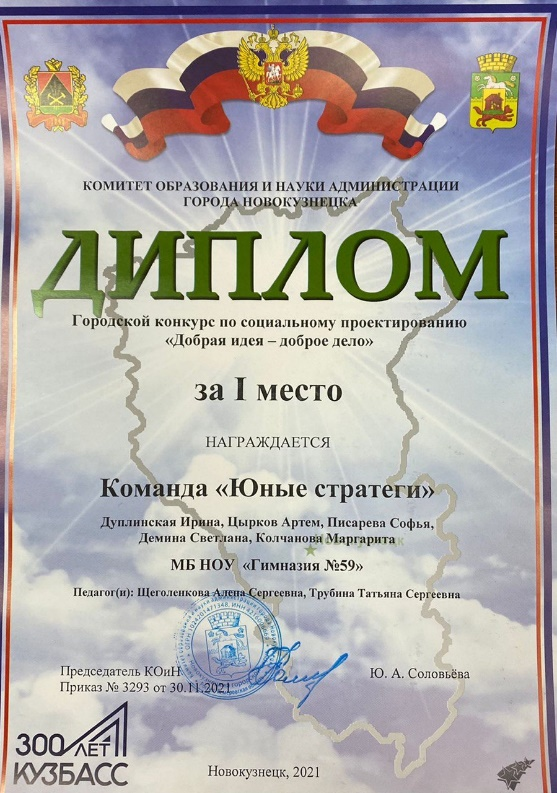 КОМИТЕТ ОБРАЗОВАНИЯ И НАУКИ АДМИНИСТРАЦИИ
ГОРОДА НОВОКУЗНЕЦКА
ДИПЛОМ
Городской конкурс по социальному проектированию
«Добрая идея – доброе дело»
за I место
НАГРАЖДАЕТСЯ
Команда «Юные стратеги»
Дуплинская Ирина, Цырков Артем, Писарева Софья,
Демина Светлана, Колчанова Маргарита
МБ НОУ «Гимназия №59»
Педагог(и): Щеголенкова Алена Сергеевна, Трубина Татьяна Сергеевна
Председатель КОиН
Ю. А. Соловьёва
Приказ № 3293 от 30.11.2021
300 ЛЕТ
КУЗБАСС
Новокузнецк, 2021